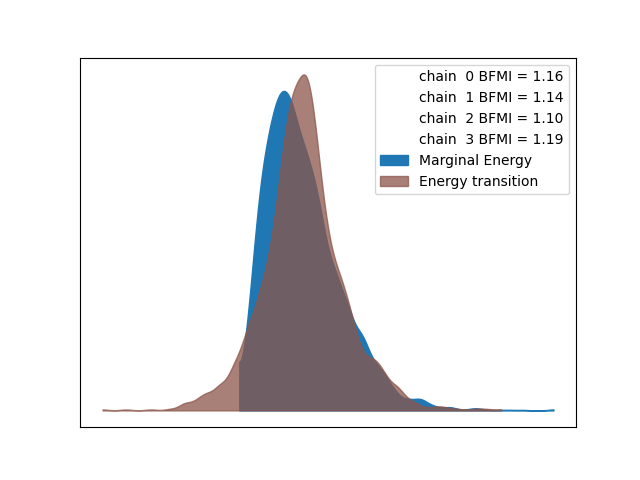 chain  0 BFMI = 1.16
chain  1 BFMI = 1.14
chain  2 BFMI = 1.10
chain  3 BFMI = 1.19
Marginal Energy
Energy transition